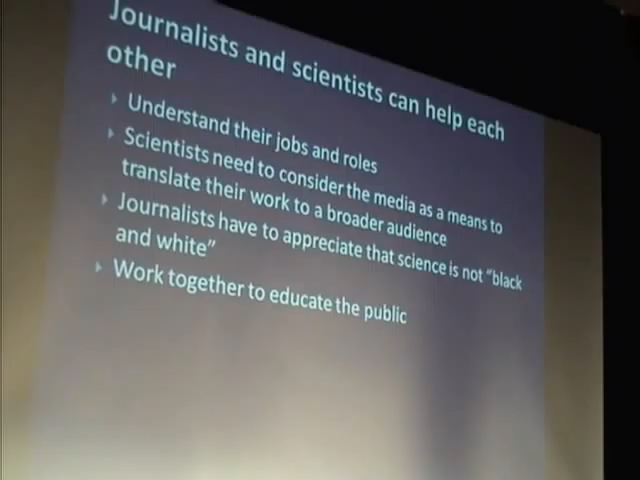 Journalists and scientists can help each
other
Understand their jobs and roles
Scientists need to consider the media as a means to
translate their work to a broader audience
Journalists have to appreciate that science is not "black
and white"
Work together to educate the public